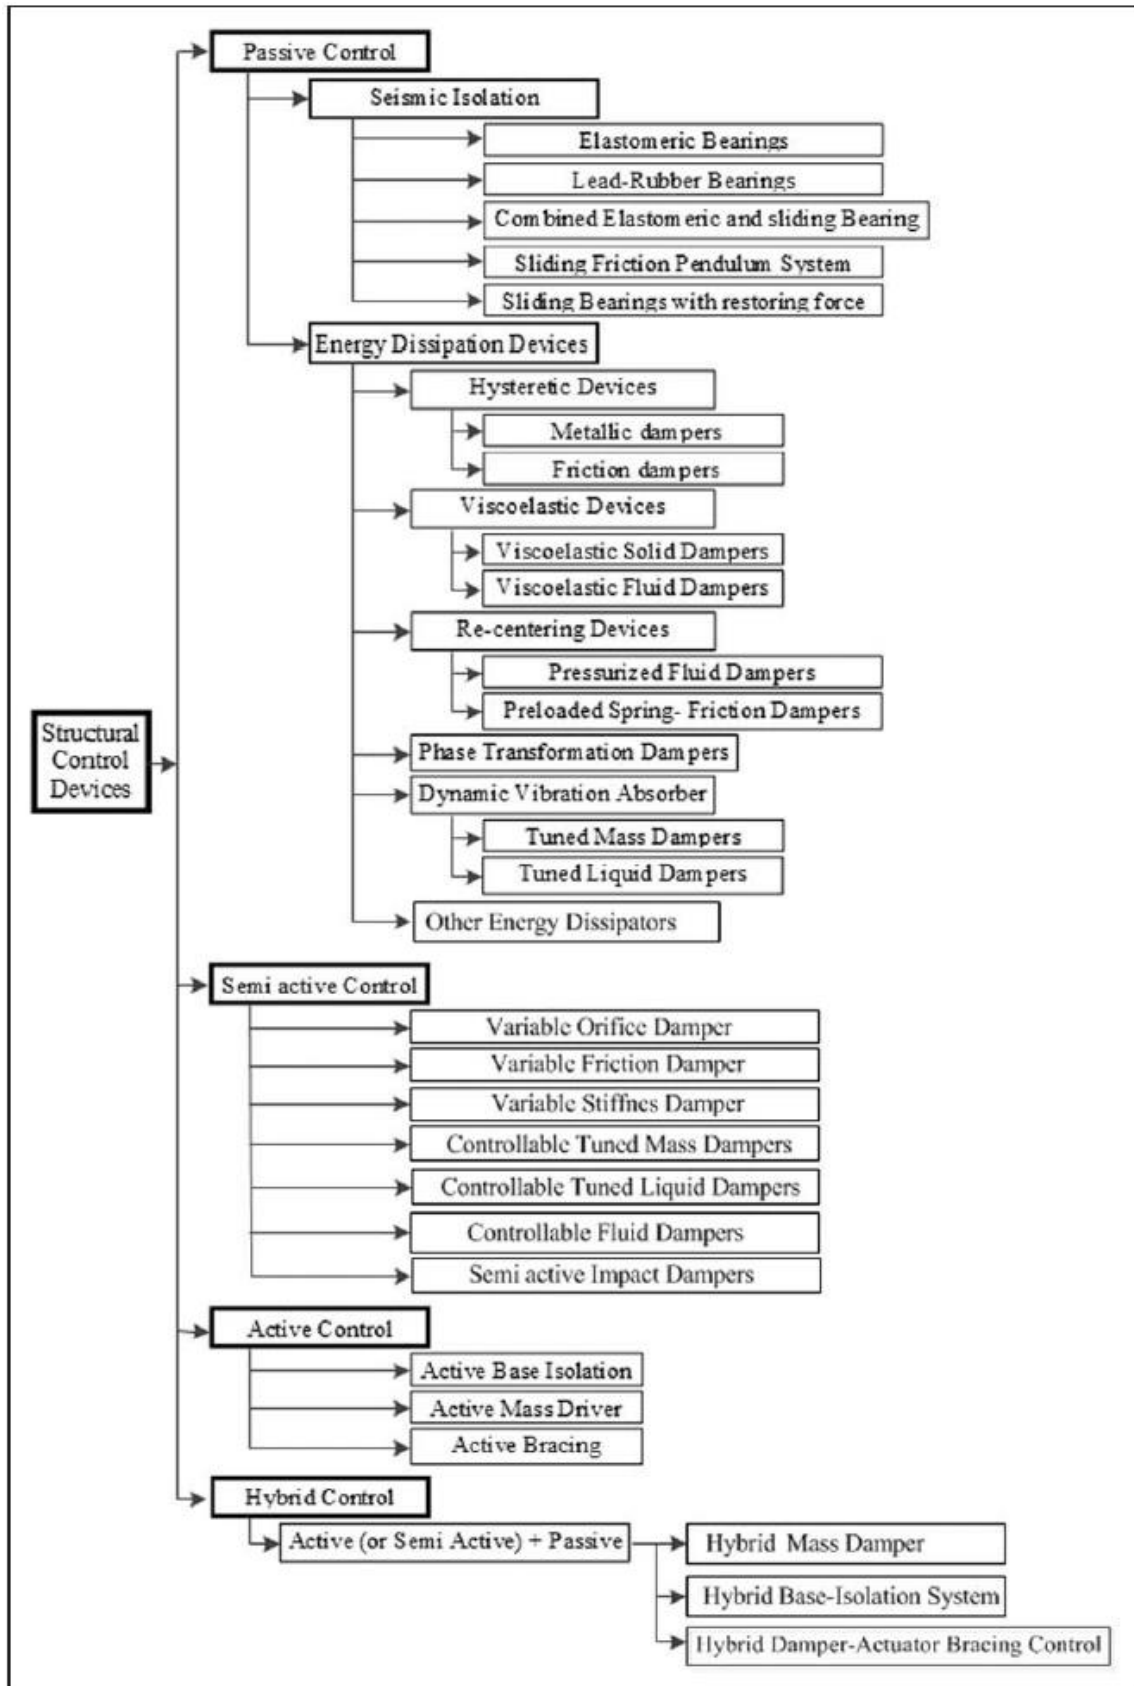 Passive Control
Seismic Isolation
Elastomeric Bearings
Lead-Rubber Bearings
Combined Elastomeric and sliding Bearing
Sliding Friction Pendulum System
Sliding Bearings with restoring force
Energy Dissipation Devices
Hysteretic Devices
Metallic dampers
Friction dampers
Viscoelastic Devices
Viscoelastic Solid Dampers
Viscoelastic Fluid Dampers
Re-centering Devices
Pressurized Fluid Dampers
Preloaded Spring- Friction Dampers
Structural
Control
Devices
Phase Transformation Dampers
Dynamic Vibration Absorber
Tuned Mass Dampers
Tuned Liquid Dampers
Other Energy Dissipators
Semi active Control
Variable Orifice Damper
Variable Friction Damper
Variable Stiffnes Damper
Controllable Tuned Mass Dampers
Controllable Tuned Liquid Dampers
Controllable Fluid Dampers
Semi active Impact Dampers
Active Control
Active Base Isolation
Active Mass Driver
Active Bracing
Hybrid Control
Active (or Semi Active) + Passive
Hybrid Mass Damper
Hybrid Base-Isolation System
Hybrid Damper-Actuator Bracing Control